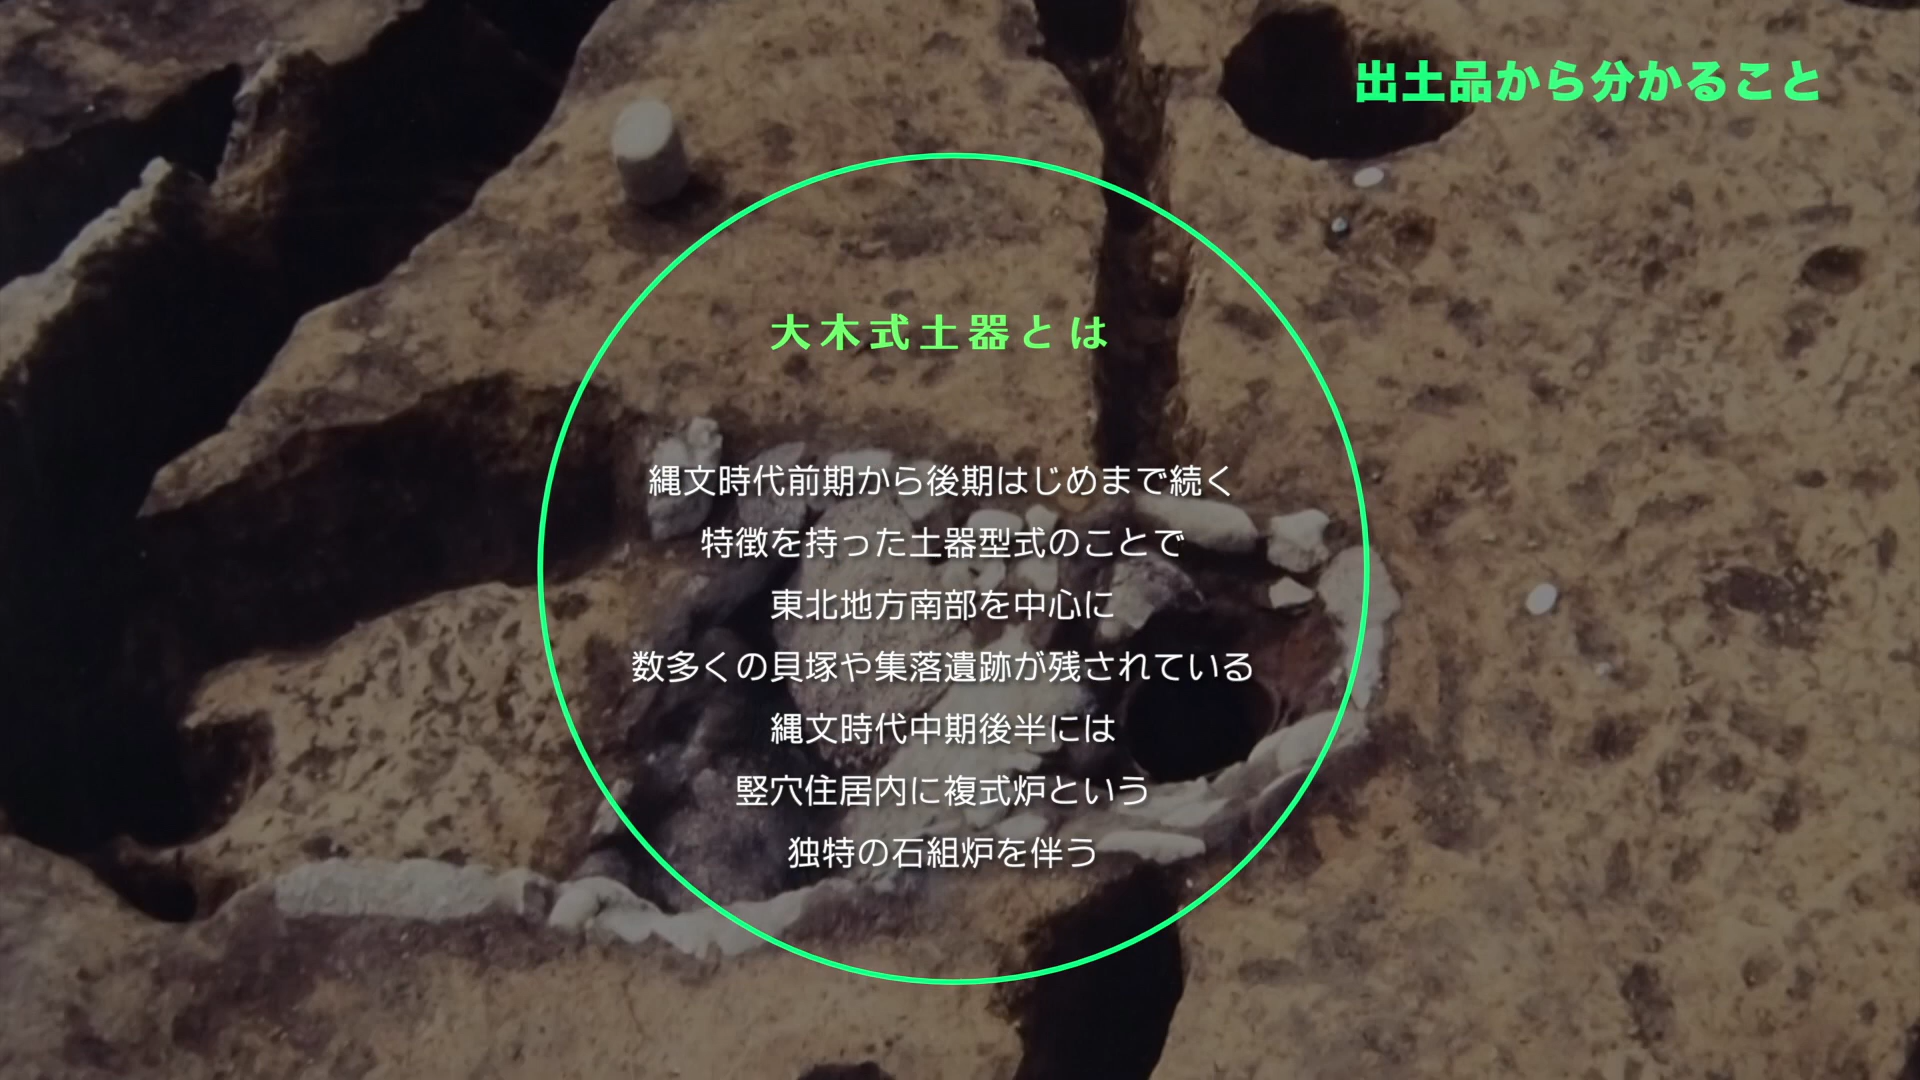 出土品から分かること
大木式土器とは
縄文時代前期から後期はじめまで続く
特徴を持った土器型式のことで
東北地方南部を中心に
数多くの貝塚や集落遺跡が残されている
縄文時代中期後半には
竪穴住居内に複式炉という
独特の石組炉を伴う